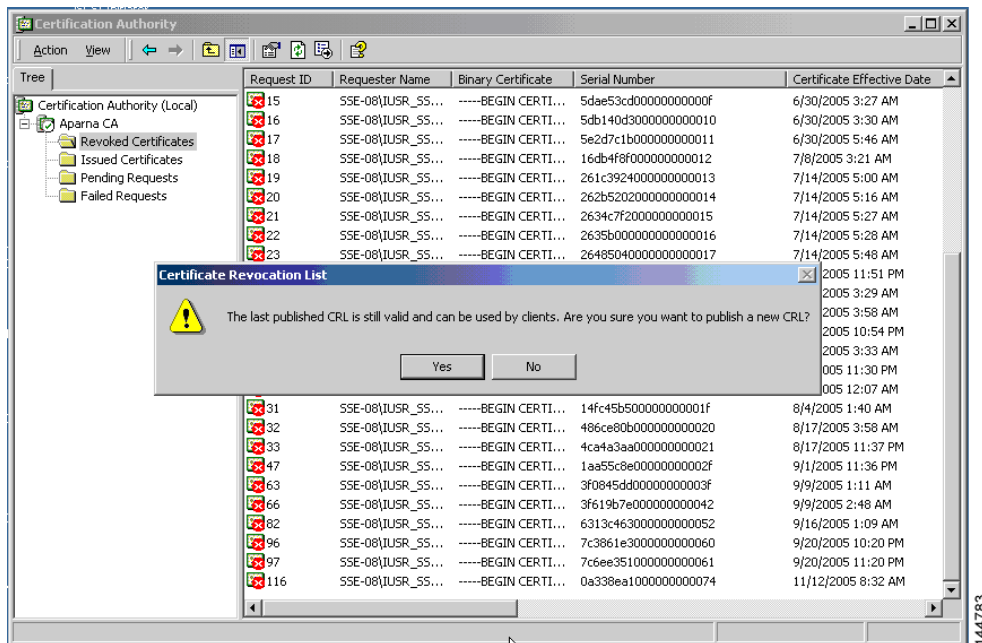 Certification Authority
Action View
Tree
Request ID Requester Name Binary Certificate Serial Number Certificate Effective Date
Certification Authority (Local)
Aparna CA
Revoked Certificates
Issued Certificates
Pending Requests
Failed Requests
15 SSE-08\IUSR_SS... -----BEGIN CERTI... 5dae53cd00000000000f 6/30/2005 3:27 AM
16 SSE-08\IUSR_SS... -----BEGIN CERTI... 5db140d3000000000010 6/30/2005 3:30 AM
17 SSE-08\IUSR_SS... -----BEGIN CERTI... 5e2d7c1b000000000011 6/30/2005 5:46 AM
18 SSE-08\IUSR_SS... -----BEGIN CERTI... 16db4f8f000000000012 7/8/2005 3:21 AM
19 SSE-08\IUSR_SS... -----BEGIN CERTI... 261c3924000000000013 7/14/2005 5:00 AM
20 SSE-08\IUSR_SS... -----BEGIN CERTI... 262b5202000000000014 7/14/2005 5:16 AM
21 SSE-08\IUSR_SS... -----BEGIN CERTI... 2634c7f2000000000015 7/14/2005 5:27 AM
22 SSE-08\IUSR_SS... -----BEGIN CERTI... 2635b000000000000016 7/14/2005 5:28 AM
23 SSE-08\IUSR_SS... -----BEGIN CERTI... 26485040000000000017 7/14/2005 5:48 AM
2005 11:51 PM
2005 3:29 AM
2005 3:58 AM
2005 10:54 PM
2005 3:33 AM
005 11:30 PM
005 12:07 AM
Certificate Revocation List
The last published CRL is still valid and can be used by clients. Are you sure you want to publish a new CRL?
Yes No
31 SSE-08\IUSR_SS... -----BEGIN CERTI... 14fc45b500000000001f 8/4/2005 1:40 AM
32 SSE-08\IUSR_SS... -----BEGIN CERTI... 486ce80b000000000020 8/17/2005 3:58 AM
33 SSE-08\IUSR_SS... -----BEGIN CERTI... 4ca4a3aa000000000021 8/17/2005 11:37 PM
47 SSE-08\IUSR_SS... -----BEGIN CERTI... 1aa55c8e00000000002f 9/1/2005 11:36 PM
63 SSE-08\IUSR_SS... -----BEGIN CERTI... 3f0845dd00000000003f 9/9/2005 1:11 AM
66 SSE-08\IUSR_SS... -----BEGIN CERTI... 3f619b7e000000000042 9/9/2005 2:48 AM
82 SSE-08\IUSR_SS... -----BEGIN CERTI... 6313c463000000000052 9/16/2005 1:09 AM
96 SSE-08\IUSR_SS... -----BEGIN CERTI... 7c3861e3000000000060 9/20/2005 10:20 PM
97 SSE-08\IUSR_SS... -----BEGIN CERTI... 7c6ee351000000000061 9/20/2005 11:20 PM
116 SSE-08\IUSR_SS... -----BEGIN CERTI... 0a338ea1000000000074 11/12/2005 8:32 AM
144783